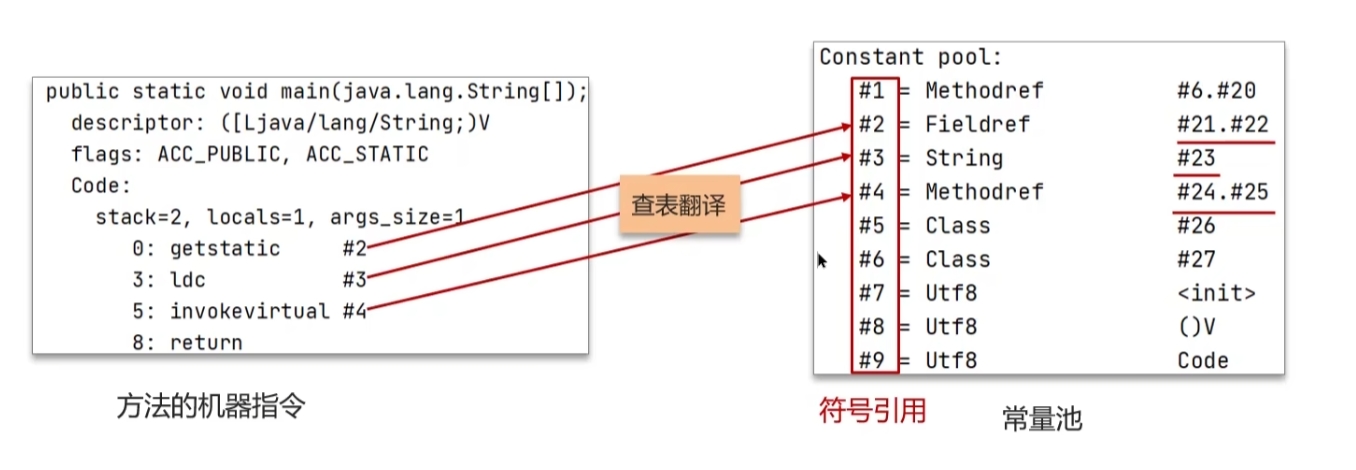 public static void main(java.lang.String[]);
descriptor: ([Ljava/lang/String;)V
flags: ACC_PUBLIC, ACC_STATIC
Code:
stack=2, locals=1, args_size=1
0: getstatic #2
3: ldc #3
5: invokevirtual #4
8: return
方法的机器指令
查表翻译
Constant pool:
#1 = Methodref #6.#20
#2 = Fieldref #21.#22
#3 = String #23
#4 = Methodref #24.#25
#5 = Class #26
#6 = Class #27
#7 = Utf8 <init>
#8 = Utf8 ()V
#9 = Utf8 Code
符号引用 常量池